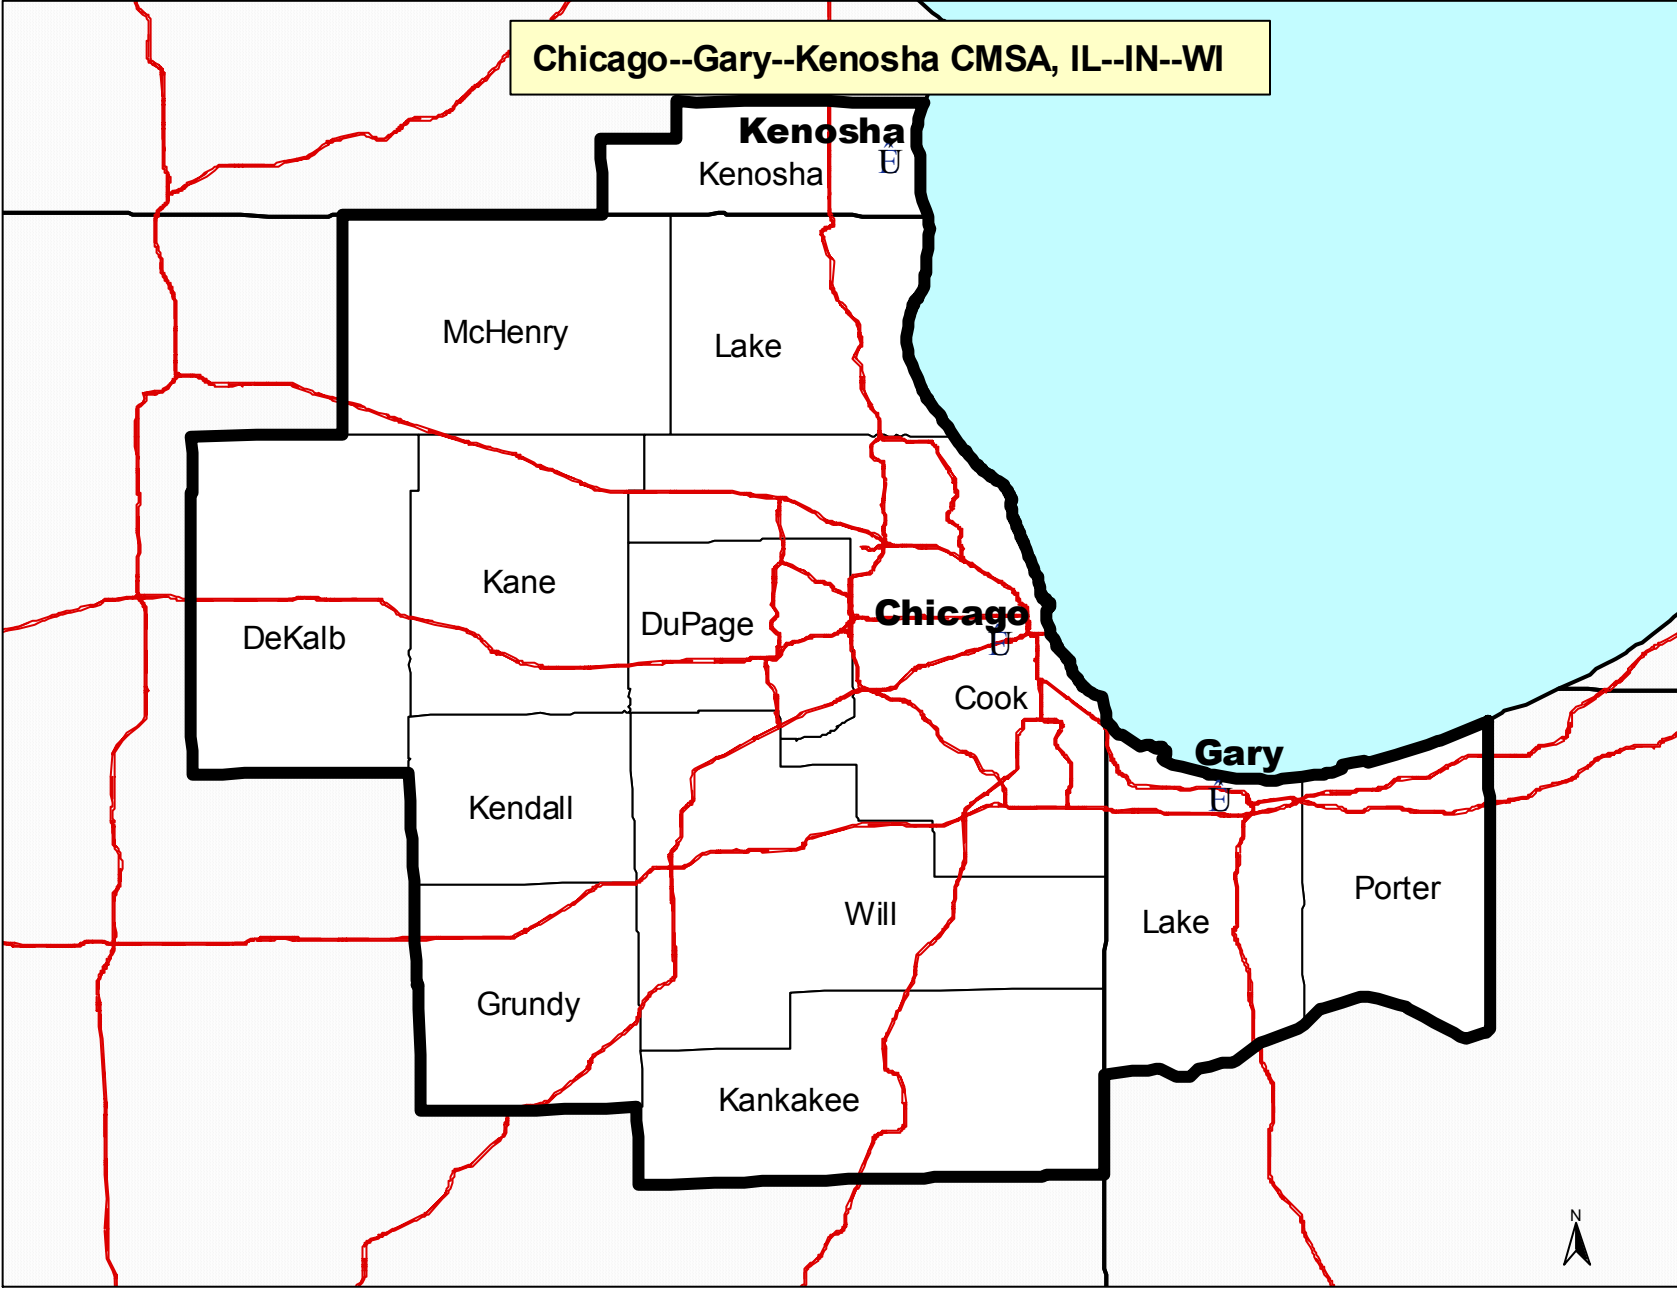 Chicago--Gary--Kenosha CMSA, IL--IN--WI
Kenosha
Kenosha
McHenry
Lake
Kane
DuPage
Chicago
DeKalb
Cook
Gary
Kendall
Porter
Will
Lake
Grundy
Kankakee
N